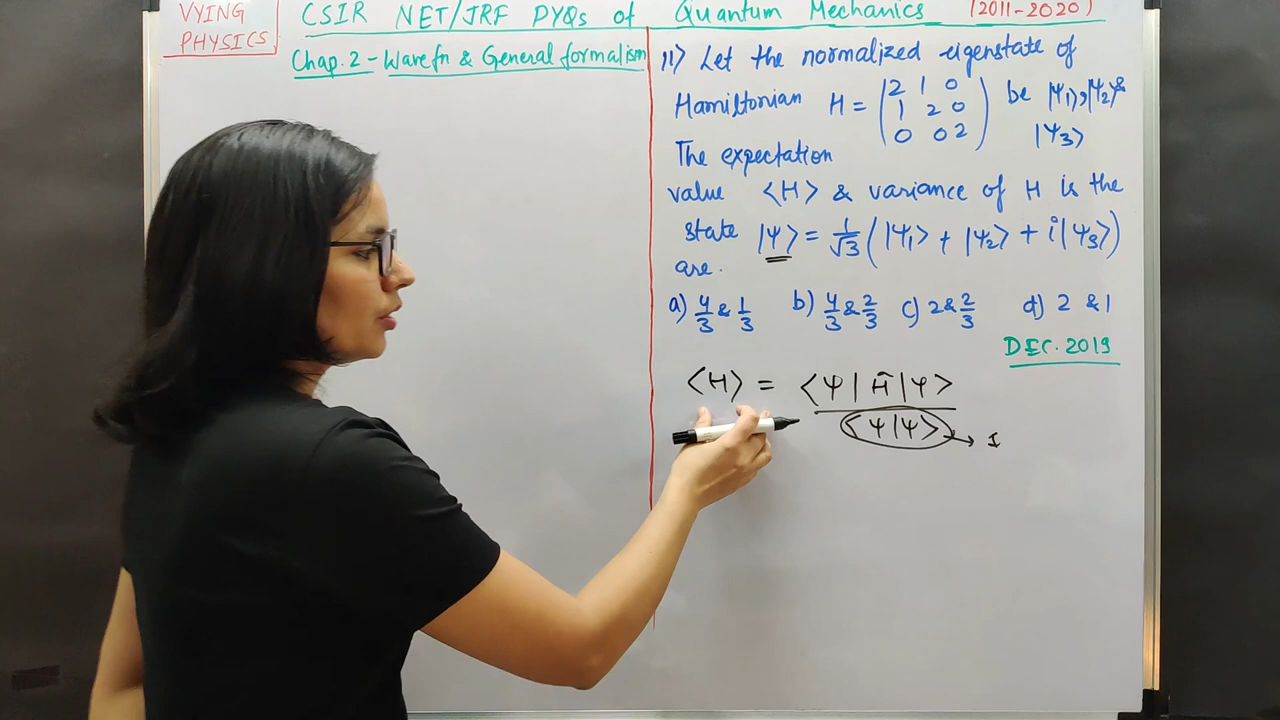 VYING
PHYSICS
CSIR NET/JRF PYQs of Quantum Mechanics (2011-2020)
Chap. 2 - Wavefn & General formalism
11) Let the normalized eigenstate of
Hamiltonian H = (2 1 0
1 2 0
0 0 2) be |Ψ₁⟩, |Ψ₂⟩ &
|Ψ₃⟩
The expectation
value ⟨H⟩ & variance of H is the
state |Ψ⟩ = 1/√3 (|Ψ₁⟩ + |Ψ₂⟩ + i|Ψ₃⟩)
are.
a) 4/3 & 1/3 b) 4/3 & 2/3 c) 2 & 2/3 d) 2 & 1
DEC. 2019
⟨H⟩ = ⟨Ψ|Ĥ|Ψ⟩
⟨Ψ|Ψ⟩ → 1